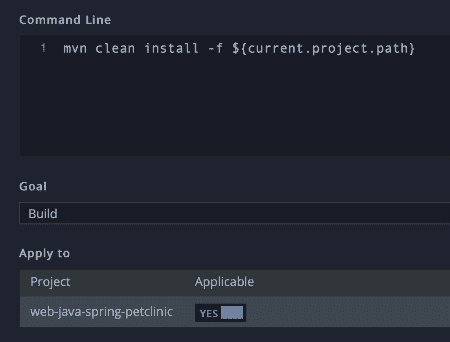 Command Line
1 mvn clean install -f ${current.project.path}
Goal
Build
Apply to
Project Applicable
web-java-spring-petclinic YES